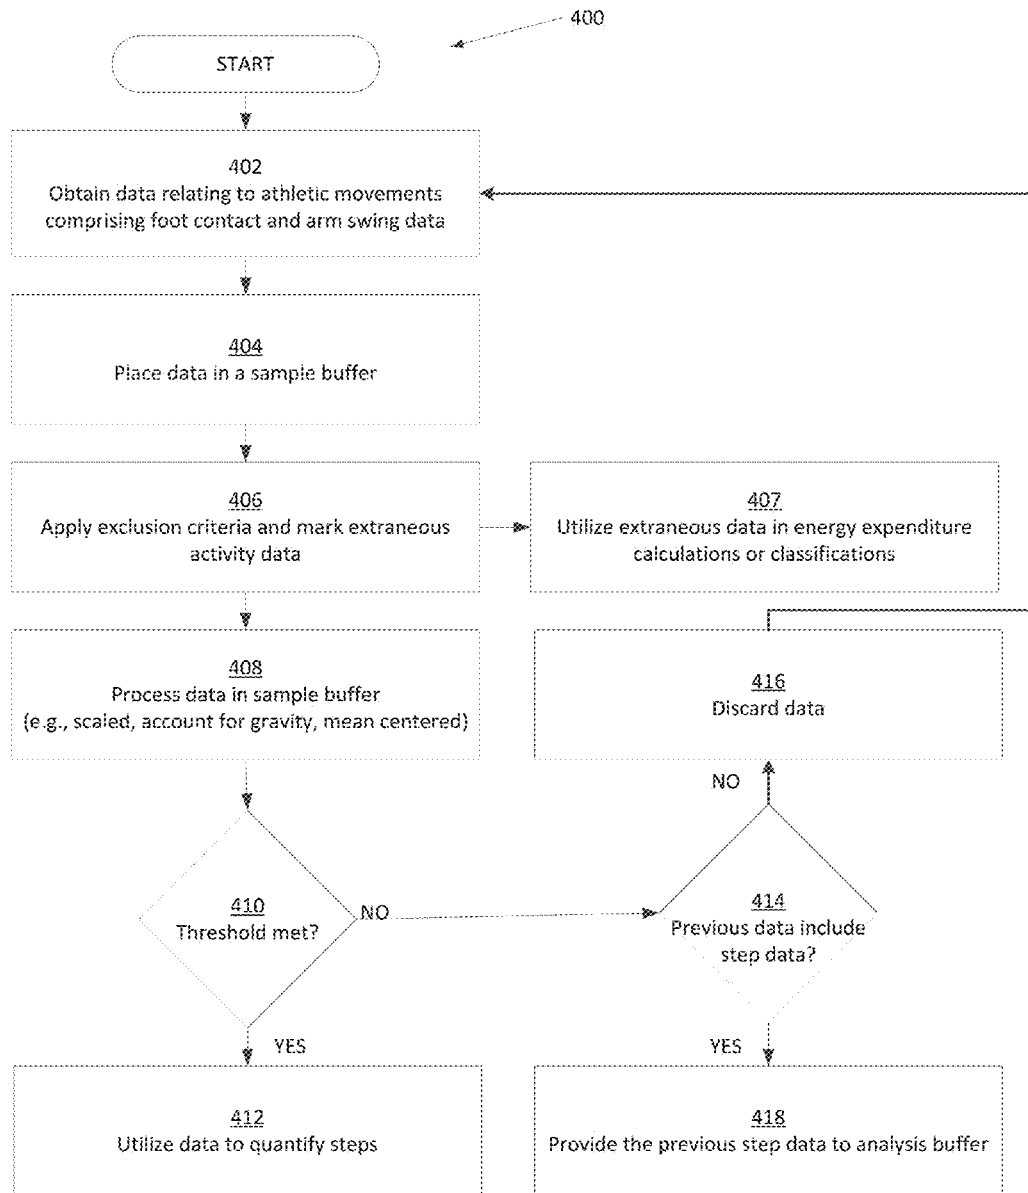 400
START
402
Obtain data relating to athletic movements
comprising foot contact and arm swing data
404
Place data in a sample buffer
406
Apply exclusion criteria and mark extraneous
activity data
407
Utilize extraneous data in energy expenditure
calculations or classifications
408
Process data in sample buffer
(e.g., scaled, account for gravity, mean centered)
416
Discard data
NO
410
Threshold met?
NO
414
Previous data include
step data?
YES
YES
412
Utilize data to quantify steps
418
Provide the previous step data to analysis buffer